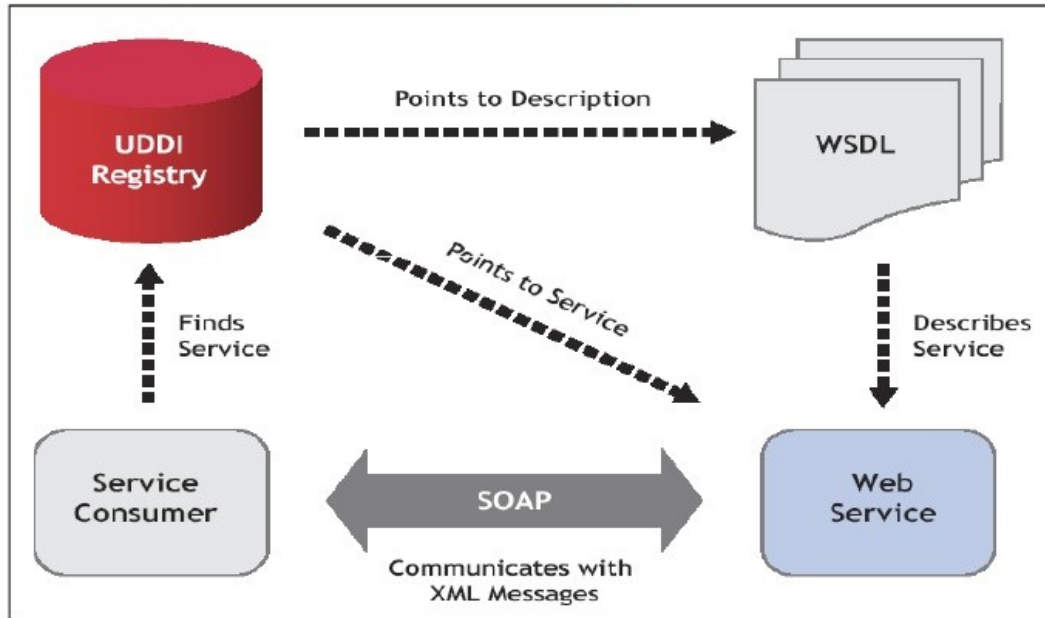 UDDI
Registry
Points to Description
WSDL
Points to Service
Finds
Service
Describes
Service
Service
Consumer
SOAP
Web
Service
Communicates with
XML Messages